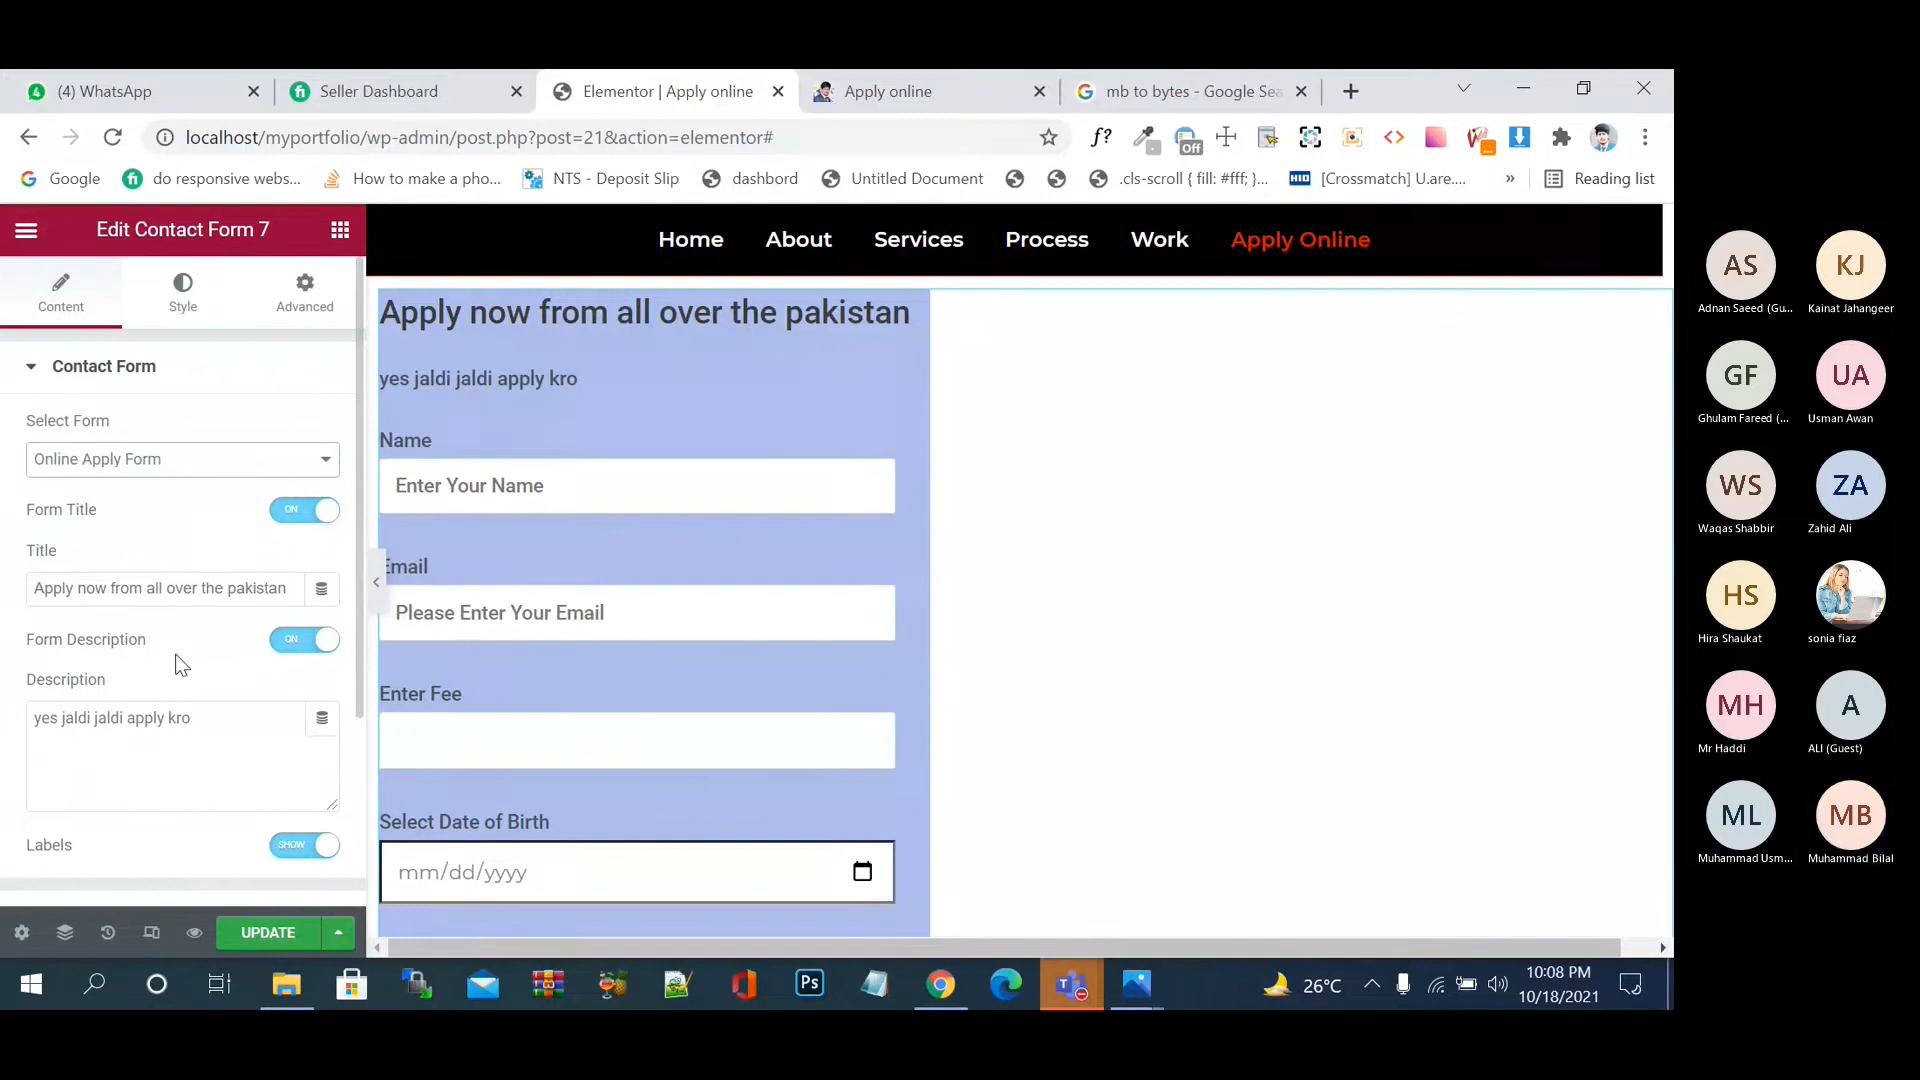 (4) WhatsApp
Seller Dashboard
Elementor | Apply online
Apply online
mb to bytes - Google Sea
localhost/myportfolio/wp-admin/post.php?post=21&action=elementor#
f?
Off
Google
do responsive webs...
How to make a pho...
NTS - Deposit Slip
dashbord
Untitled Document
.cls-scroll { fill: #fff; }...
HID
[Crossmatch] U.are....
»
Reading list
Edit Contact Form 7
Home
About
Services
Process
Work
Apply Online
Content
Style
Advanced
Contact Form
Select Form
Online Apply Form
Form Title
ON
Title
Apply now from all over the pakistan
Form Description
ON
Description
yes jaldi jaldi apply kro
Labels
SHOW
UPDATE
Apply now from all over the pakistan
yes jaldi jaldi apply kro
Name
Enter Your Name
Email
Please Enter Your Email
Enter Fee
Select Date of Birth
mm/dd/yyyy
AS
Adnan Saeed (Gu...
KJ
Kainat Jahangeer
GF
Ghulam Fareed (...
UA
Usman Awan
WS
Waqas Shabbir
ZA
Zahid Ali
HS
Hira Shaukat
sonia fiaz
MH
Mr Haddi
A
ALI (Guest)
ML
Muhammad Usm...
MB
Muhammad Bilal
Ps
26°C
10:08 PM
10/18/2021